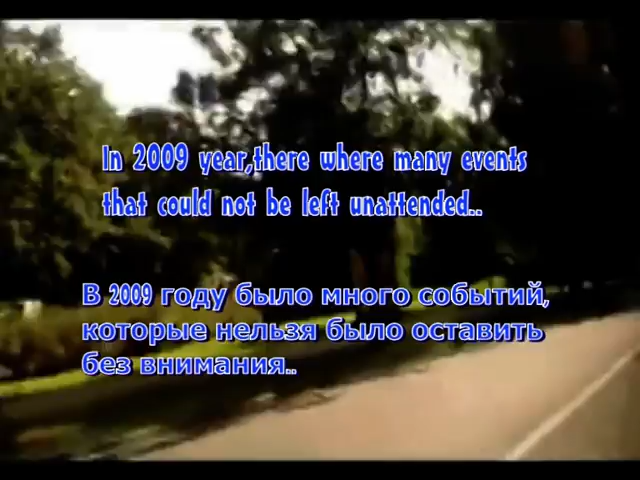 In 2009 year,there where many events
that could not be left unattended..
В 2009 году было много событий,
которые нельзя было оставить
без внимания..